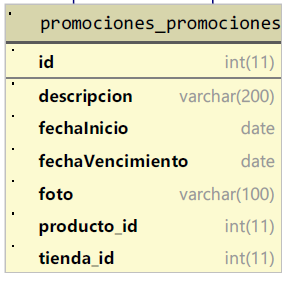 promociones_promociones
id int(11)
descripcion varchar(200)
fechaInicio date
fechaVencimiento date
foto varchar(100)
producto_id int(11)
tienda_id int(11)